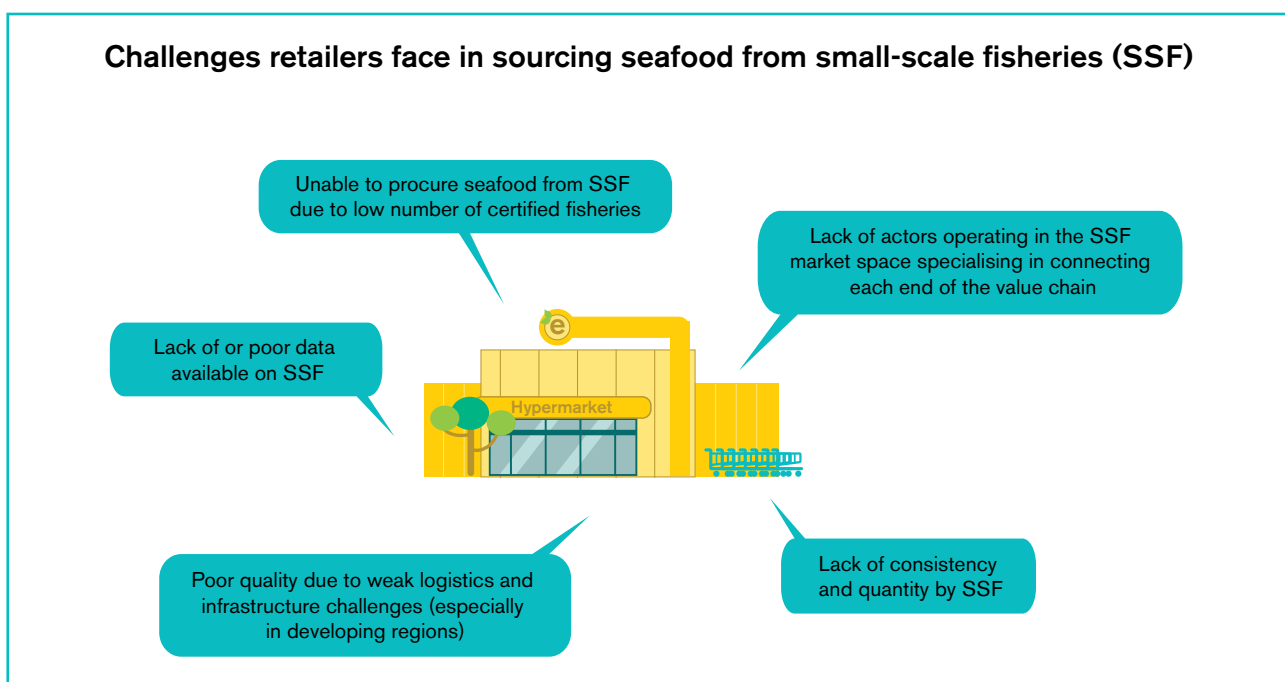 Challenges retailers face in sourcing seafood from small-scale fisheries (SSF)
Unable to procure seafood from SSF
due to low number of certified fisheries
Lack of actors operating in the SSF
market space specialising in connecting
each end of the value chain
Lack of or poor data
available on SSF
e
Hypermarket
Poor quality due to weak logistics and
infrastructure challenges (especially
in developing regions)
Lack of consistency
and quantity by SSF